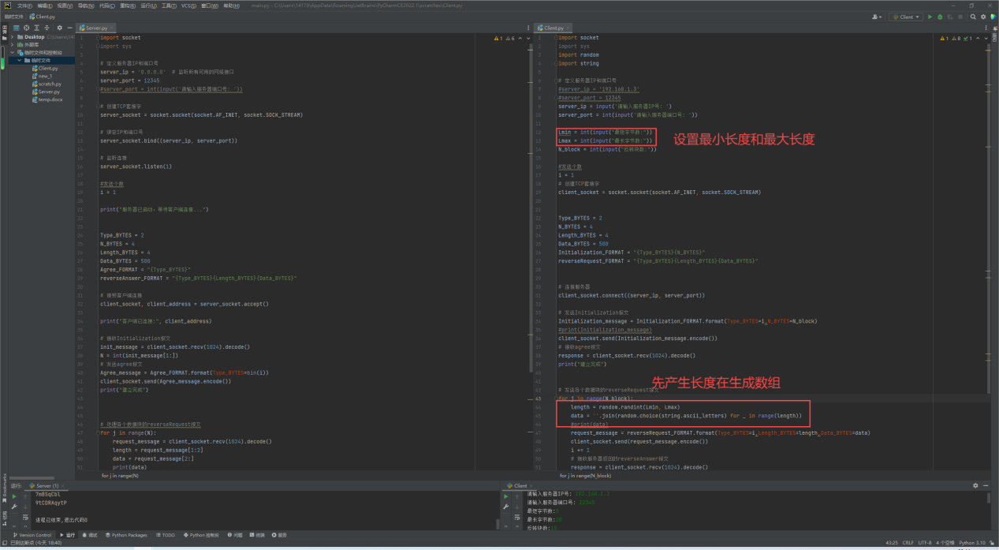 文件(F) 编辑(E) 视图(V) 导航(N) 代码(C) 重构(R) 运行(U) 工具(T) VCS(S) 窗口(W) 帮助(H) main.py - C:\Users\14179\AppData\Roaming\JetBrains\PyCharmCE2022.1\scratches\Client.py
临时文件 Client.py
Client
Desktop C:\Users\14
外部库
临时文件和控制台
临时文件
Client.py
new_1
scratch.py
Server.py
temp.docx
Server.py
import socket
import sys
# 定义服务器IP和端口号
server_ip = '0.0.0.0' # 监听所有可用的网络接口
server_port = 12345
#server_port = int(input('请输入服务器端口号: '))
# 创建TCP套接字
server_socket = socket.socket(socket.AF_INET, socket.SOCK_STREAM)
# 绑定IP和端口号
server_socket.bind((server_ip, server_port))
# 监听连接
server_socket.listen(1)
#发送个数
i = 1
print("服务器已启动，等待客户端连接...")
Type_BYTES = 2
N_BYTES = 4
Length_BYTES = 4
Data_BYTES = 500
Agree_FORMAT = "{Type_BYTES}"
reverseAnswer_FORMAT = "{Type_BYTES}{Length_BYTES}{Data_BYTES}"
# 接受客户端连接
client_socket, client_address = server_socket.accept()
print("客户端已连接:", client_address)
# 接收Initialization报文
init_message = client_socket.recv(1024).decode()
N = int(init_message[1:])
# 发送agree报文
Agree_message = Agree_FORMAT.format(Type_BYTES=bin(i))
client_socket.send(Agree_message.encode())
print("建立完成")
# 处理各个数据块的reverseRequest报文
for j in range(N):
request_message = client_socket.recv(1024).decode()
length = request_message[1:2]
data = request_message[2:]
print(data)
for j in range(N)
Client.py
import socket
import sys
import random
import string
# 定义服务器IP和端口号
#server_ip = '192.168.1.3'
#server_port = 12345
server_ip = input('请输入服务器IP号: ')
server_port = int(input('请输入服务器端口号: '))
Lmin = int(input("最短字节数:"))
Lmax = int(input("最长字节数:"))
设置最小长度和最大长度
N_block = int(input("反转块数:"))
#发送个数
i = 1
# 创建TCP套接字
client_socket = socket.socket(socket.AF_INET, socket.SOCK_STREAM)
Type_BYTES = 2
N_BYTES = 4
Length_BYTES = 4
Data_BYTES = 500
Initialization_FORMAT = "{Type_BYTES}{N_BYTES}"
reverseRequest_FORMAT = "{Type_BYTES}{Length_BYTES}{Data_BYTES}"
# 连接服务器
client_socket.connect((server_ip, server_port))
# 发送Initialization报文
Initialization_message = Initialization_FORMAT.format(Type_BYTES=i,N_BYTES=N_block)
#print(Initialization_message)
client_socket.send(Initialization_message.encode())
# 接收agree报文
response = client_socket.recv(1024).decode()
print("建立完成")
先产生长度在生成数组
# 发送各个数据块的reverseRequest报文
for j in range(N_block):
length = random.randint(Lmin, Lmax)
data = ''.join(random.choice(string.ascii_letters) for _ in range(length))
#print(data)
request_message = reverseRequest_FORMAT.format(Type_BYTES=i,Length_BYTES=length,Data_BYTES=data)
client_socket.send(request_message.encode())
i += 1
# 接收服务器返回的reverseAnswer报文
response = client_socket.recv(1024).decode()
for j in range(N_block)
运行: Server (1)
7mBSqCbl
9tCDRAqytP
进程已结束,退出代码0
Client
请输入服务器IP号: 192.168.1.3
请输入服务器端口号: 12345
最短字节数:
最长字节数:
反转块数:
Version Control 运行 调试 Python Packages TODO Python 控制台 问题 终端 服务
已到达断点 (今天 18:40)
43:25 CRLF UTF-8 4 个空格 Python 3.10